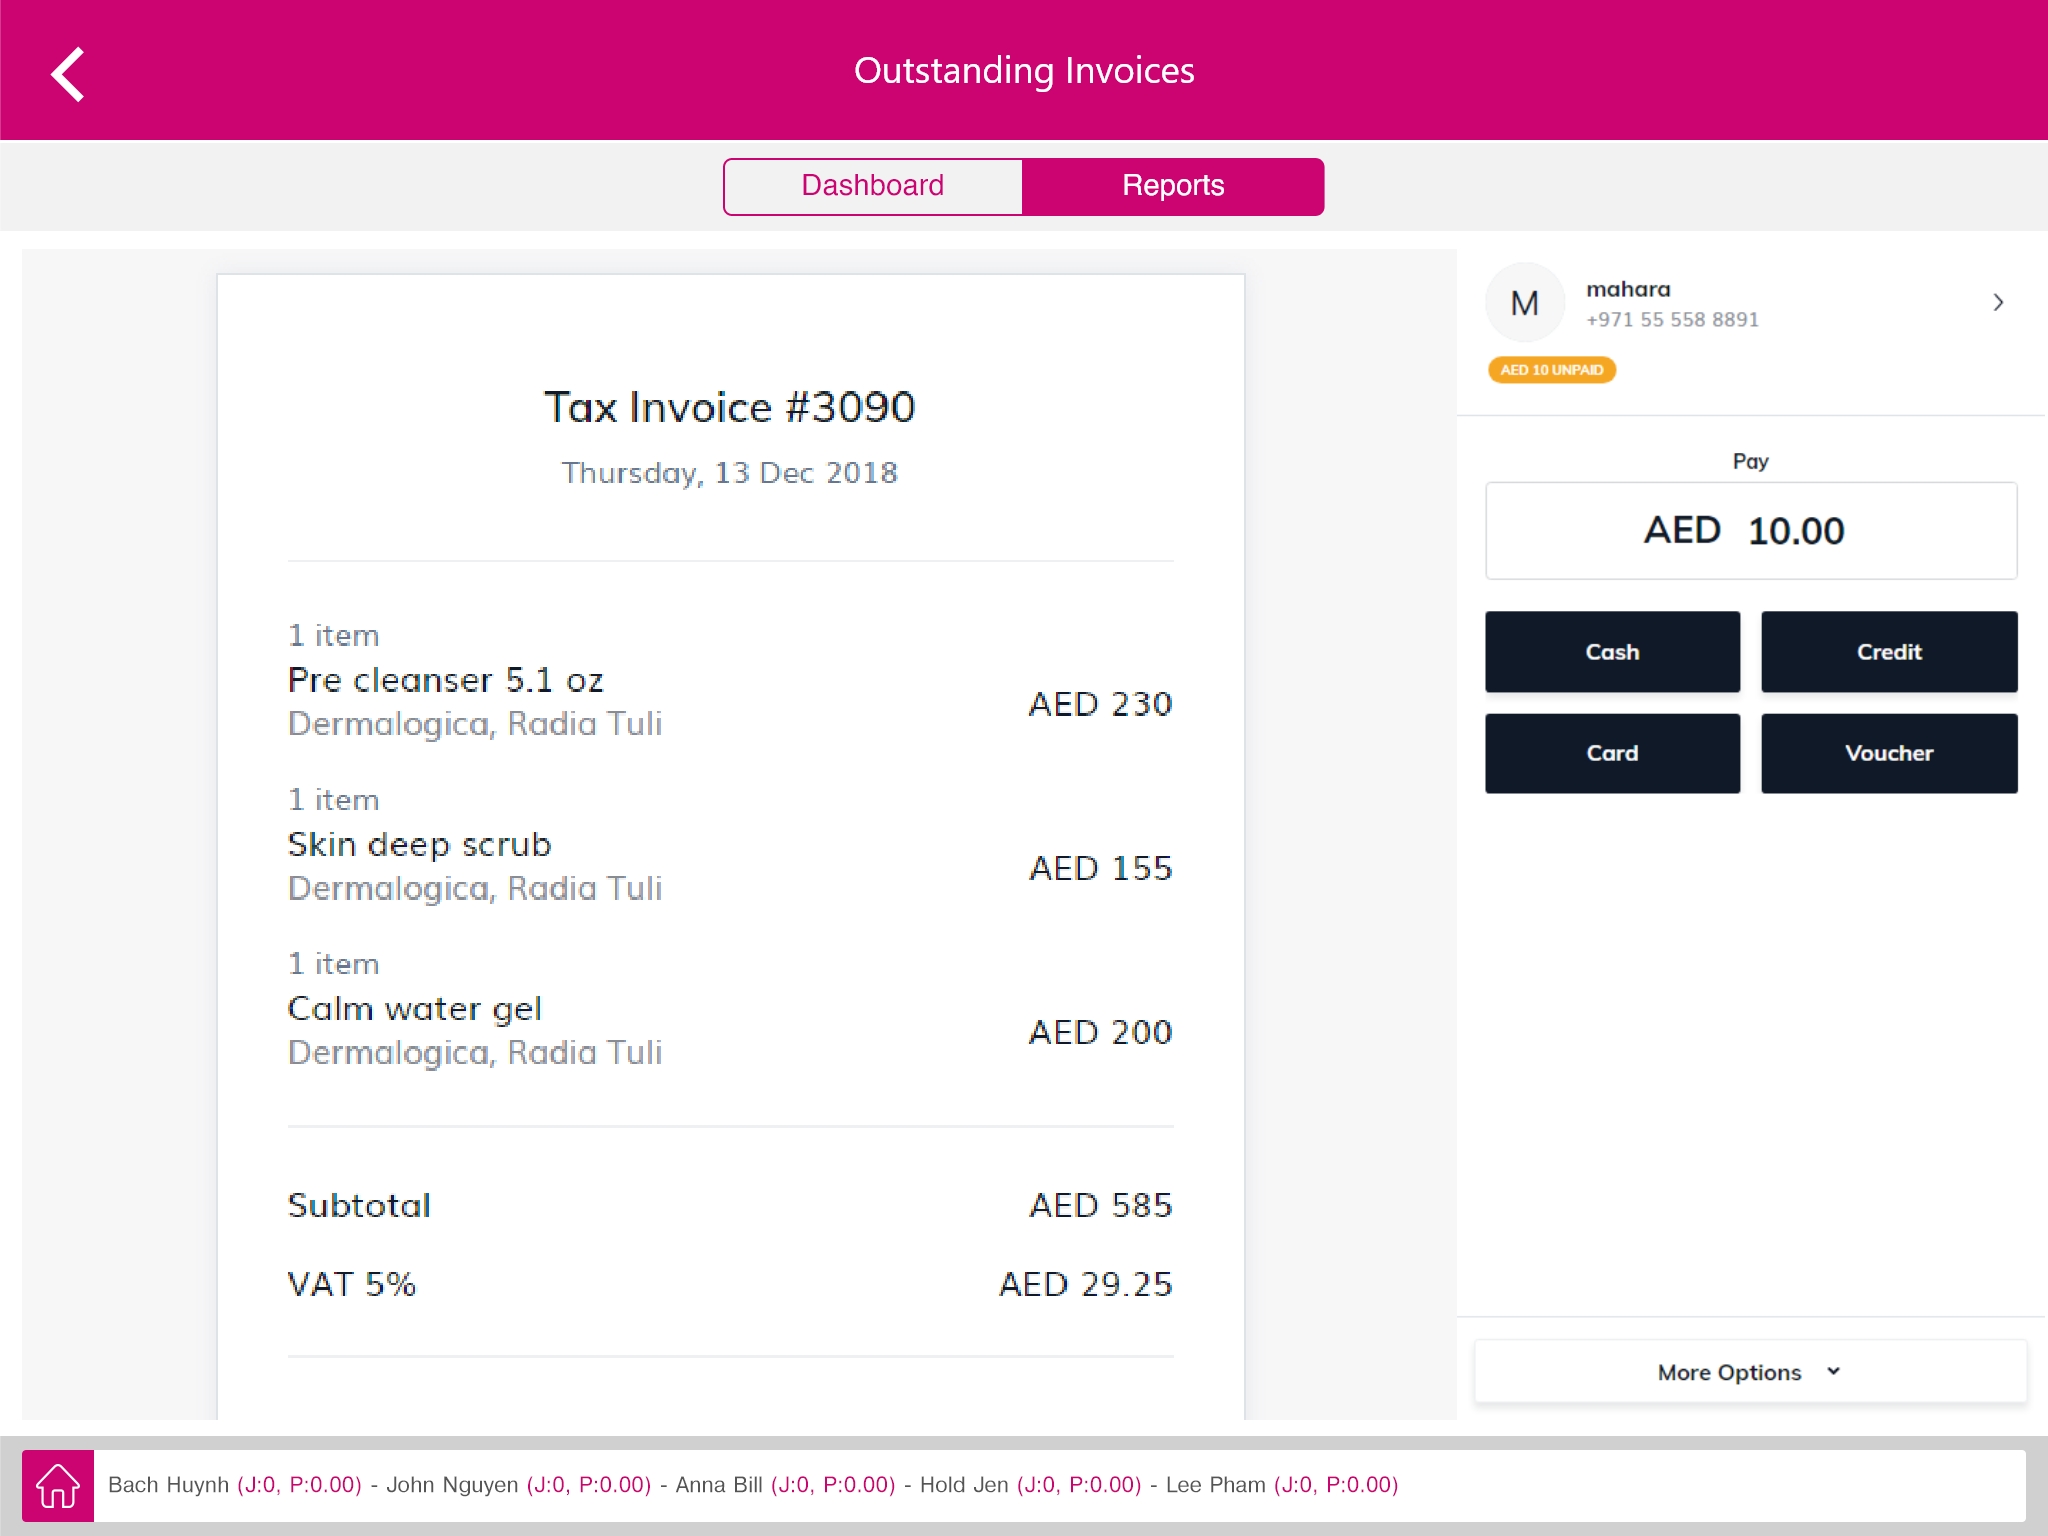 Outstanding Invoices
Dashboard
Reports
Tax Invoice #3090
Thursday, 13 Dec 2018
1 item
Pre cleanser 5.1 oz
Dermalogica, Radia Tuli
AED 230
1 item
Skin deep scrub
Dermalogica, Radia Tuli
AED 155
1 item
Calm water gel
Dermalogica, Radia Tuli
AED 200
Subtotal AED 585
VAT 5% AED 29.25
M
mahara
+971 55 558 8891
AED 10 UNPAID
Pay
AED 10.00
Cash
Credit
Card
Voucher
More Options
Bach Huynh (J:0, P:0.00) - John Nguyen (J:0, P:0.00) - Anna Bill (J:0, P:0.00) - Hold Jen (J:0, P:0.00) - Lee Pham (J:0, P:0.00)